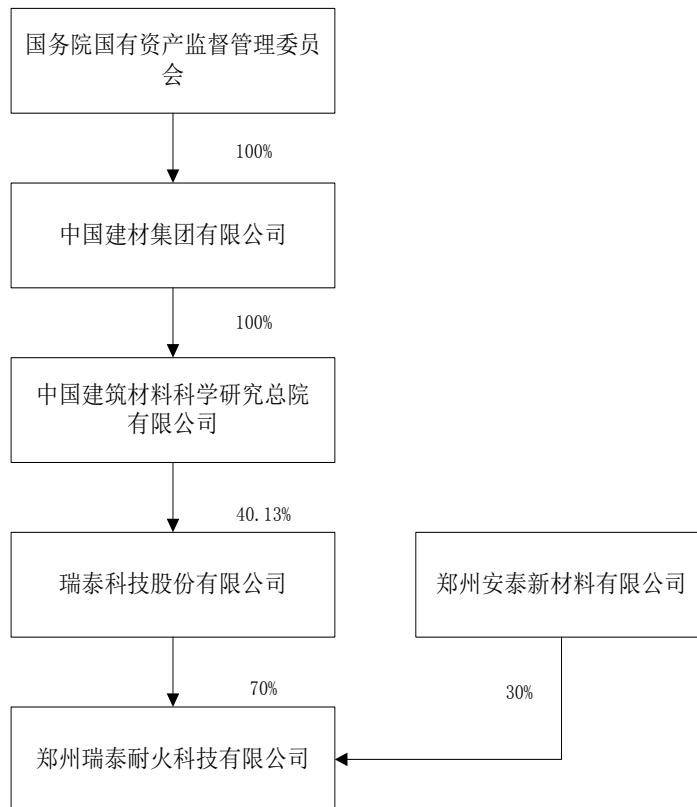 国务院国有资产监督管理委员
会
100%
中国建材集团有限公司
100%
中国建筑材料科学研究总院
有限公司
40.13%
瑞泰科技股份有限公司
郑州安泰新材料有限公司
70%
30%
郑州瑞泰耐火科技有限公司